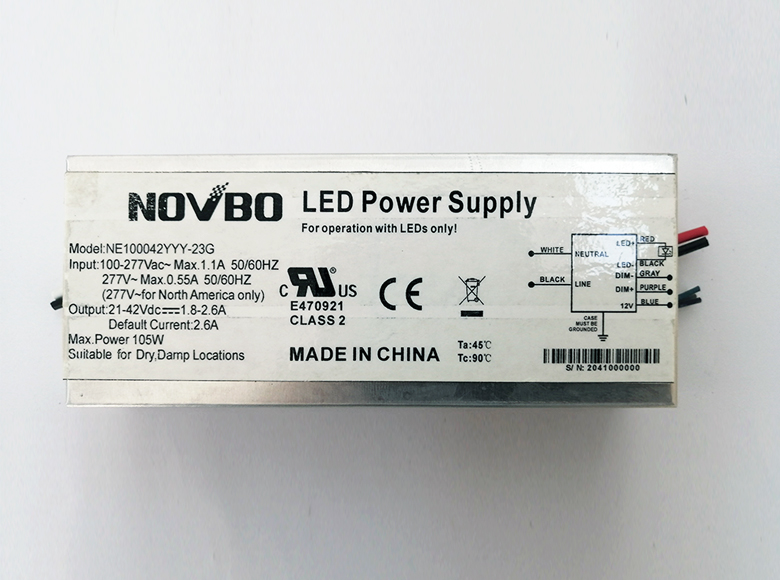 NOVBO
LED Power Supply
For operation with LEDs only!
Model:NE100042YYY-23G
Input:100-277Vac~ Max.1.1A 50/60HZ
277V~ Max.0.55A 50/60HZ
(277V~for North America only)
Output:21-42Vdc⎓1.8-2.6A
Default Current:2.6A
Max.Power 105W
Suitable for Dry,Damp Locations
C RU US
E470921
CLASS 2
CE
MADE IN CHINA
Ta:45℃
Tc:90℃
WHITE
BLACK
NEUTRAL
LINE
LED+
LED-
DIM-
DIM+
12V
RED
BLACK
GRAY
PURPLE
BLUE
CASE
MUST BE
GROUNDED
S/ N: 2041000000